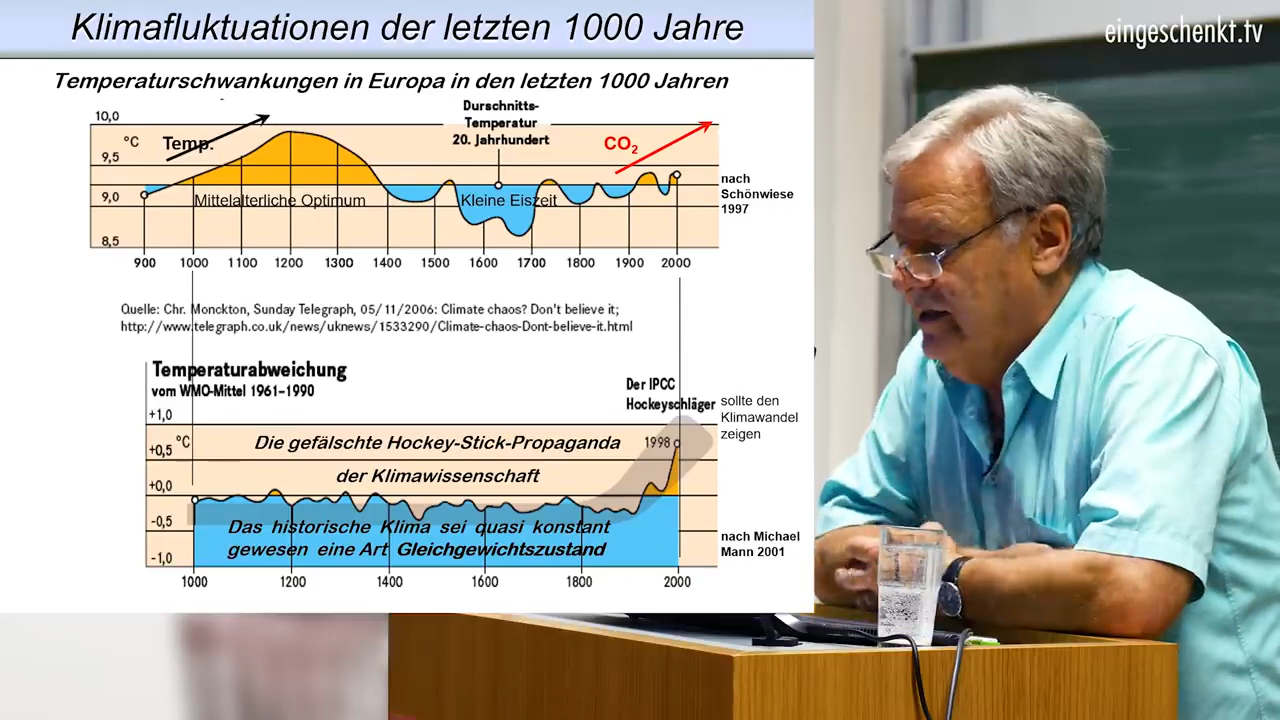 Klimafluktuationen der letzten 1000 Jahre
eingeschenkt.tv
Temperaturschwankungen in Europa in den letzten 1000 Jahren
10,0
°C
9,5
9,0
8,5
Temp.
Durschnitts-
Temperatur
20. Jahrhundert
CO2
Mittelalterliche Optimum
Kleine Eiszeit
nach
Schönwiese
1997
900 1000 1100 1200 1300 1400 1500 1600 1700 1800 1900 2000
Quelle: Chr. Monckton, Sunday Telegraph, 05/11/2006: Climate chaos? Don't believe it;
http://www.telegraph.co.uk/news/uknews/1533290/Climate-chaos-Dont-believe-it.html
Temperaturabweichung
vom WMO-Mittel 1961–1990
Der IPCC
Hockeyschläger
sollte den
Klimawandel
zeigen
+1,0
°C
+0,5
+0,0
-0,5
-1,0
1998
Die gefälschte Hockey-Stick-Propaganda
der Klimawissenschaft
Das historische Klima sei quasi konstant
gewesen eine Art Gleichgewichtszustand
nach Michael
Mann 2001
1000 1200 1400 1600 1800 2000